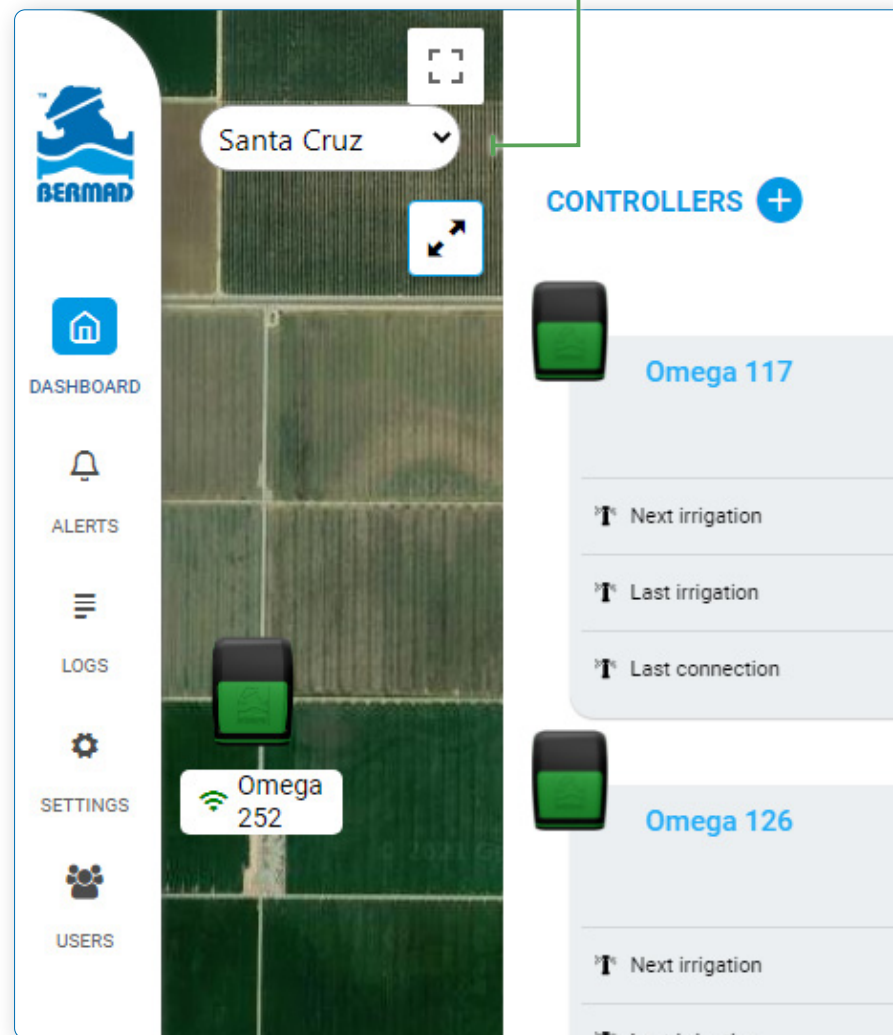 Santa Cruz
™
BERMAD
CONTROLLERS
DASHBOARD
Omega 117
ALERTS
Next irrigation
Last irrigation
LOGS
Last connection
SETTINGS
Omega
252
Omega 126
USERS
Next irrigation